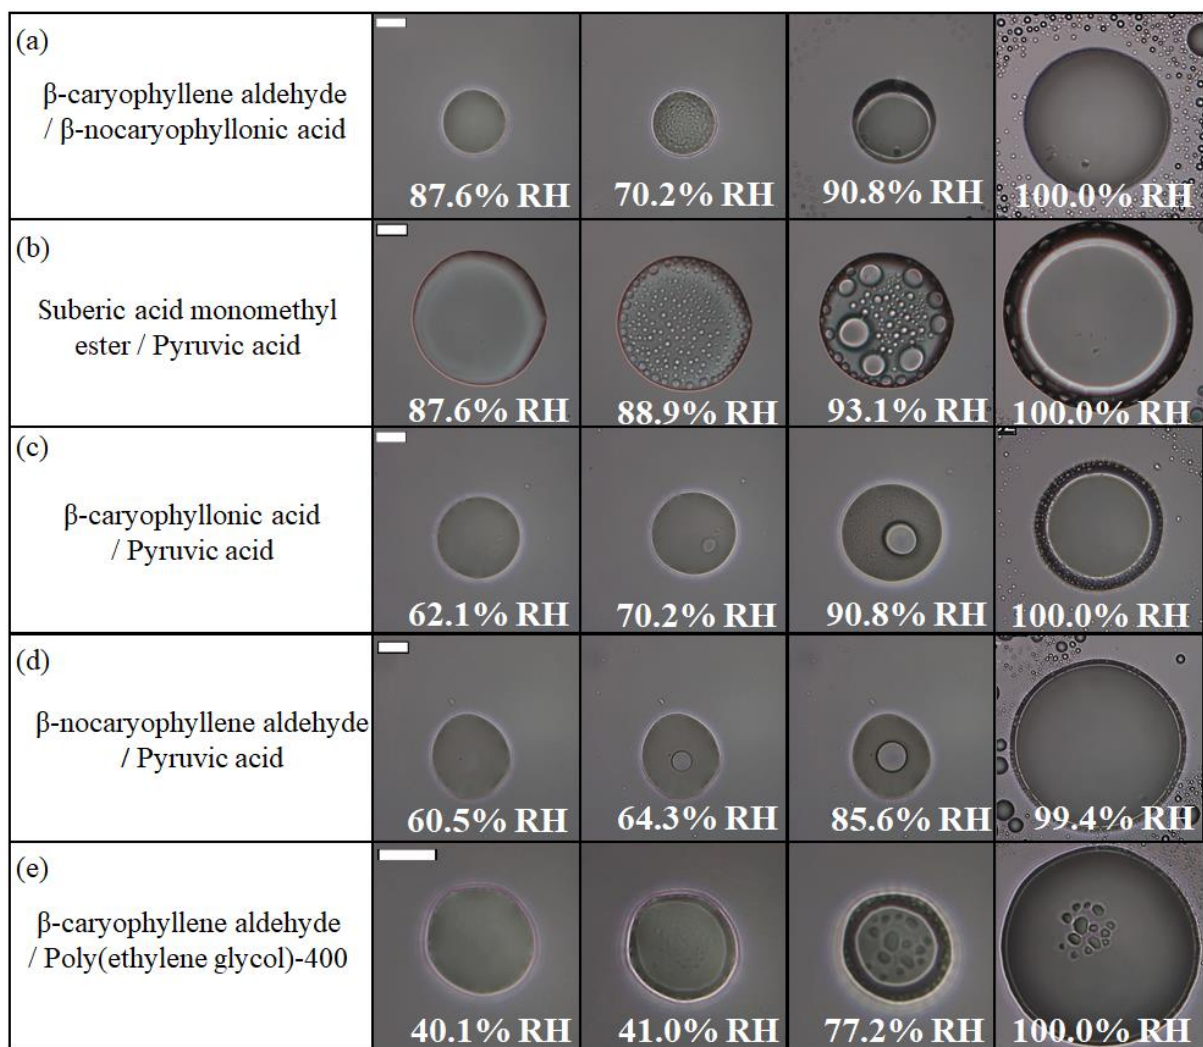 (a)
β-caryophyllene aldehyde
/ β-nocaryophyllonic acid
87.6% RH
70.2% RH
90.8% RH
100.0% RH
(b)
Suberic acid monomethyl
ester / Pyruvic acid
87.6% RH
88.9% RH
93.1% RH
100.0% RH
(c)
β-caryophyllonic acid
/ Pyruvic acid
62.1% RH
70.2% RH
90.8% RH
100.0% RH
(d)
β-nocaryophyllene aldehyde
/ Pyruvic acid
60.5% RH
64.3% RH
85.6% RH
99.4% RH
(e)
β-caryophyllene aldehyde
/ Poly(ethylene glycol)-400
40.1% RH
41.0% RH
77.2% RH
100.0% RH